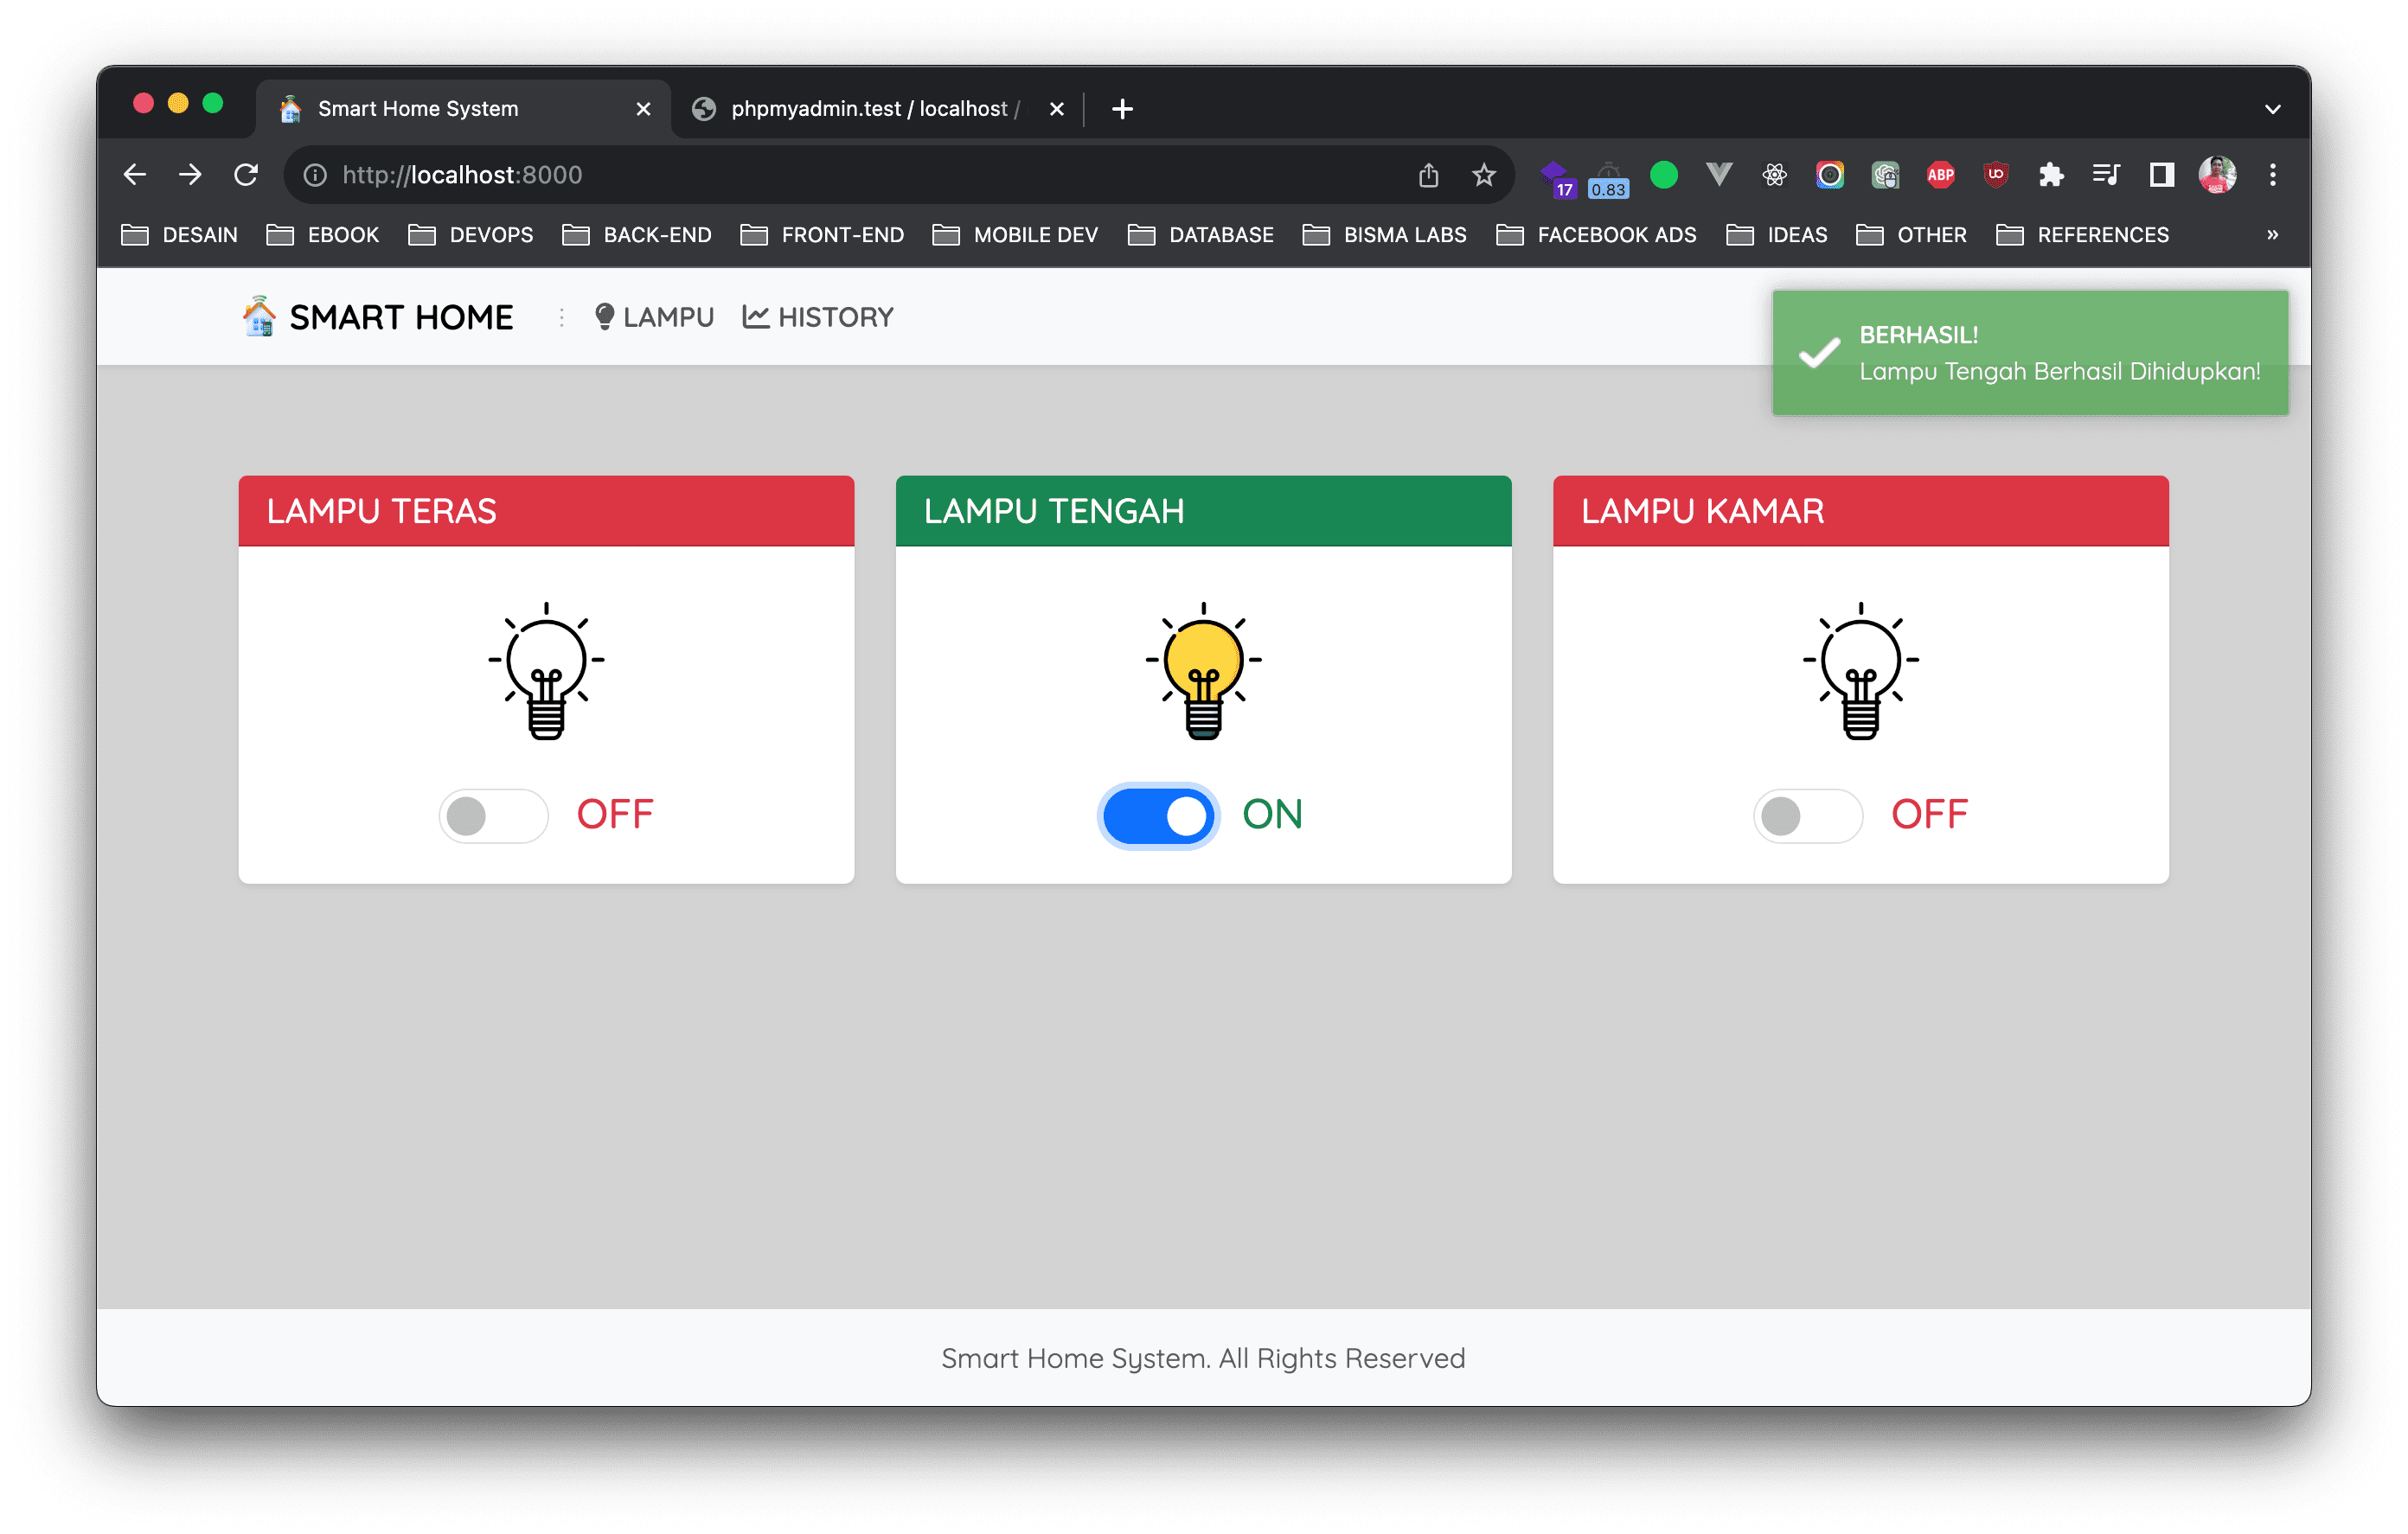 Smart Home System
phpmyadmin.test / localhost /
http://localhost:8000
17
0.83
ABP
UO
DESAIN
EBOOK
DEVOPS
BACK-END
FRONT-END
MOBILE DEV
DATABASE
BISMA LABS
FACEBOOK ADS
IDEAS
OTHER
REFERENCES
»
SMART HOME
LAMPU
HISTORY
BERHASIL!
Lampu Tengah Berhasil Dihidupkan!
LAMPU TERAS
OFF
LAMPU TENGAH
ON
LAMPU KAMAR
OFF
Smart Home System. All Rights Reserved